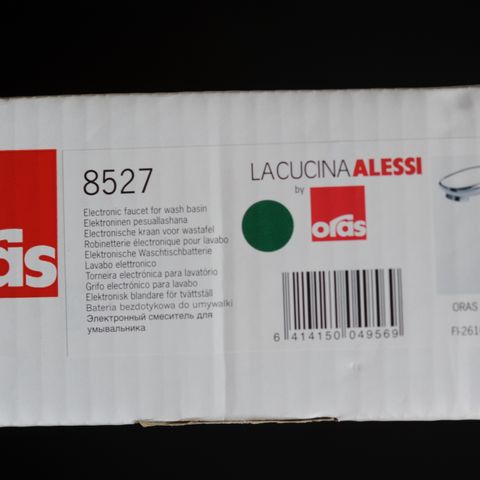 oras
8527
Electronic faucet for wash basin
Elektroninen pesuallashana
Elektronische kraan voor wastafel
Robinetterie électronique pour lavabo
Elektronische Waschtischbatterie
Lavabo elettronico
Torneira electrónica para lavatório
Grifo electrónico para lavabo
Elektronisk blandare för tvättställ
Bateria bezdotykowa do umywalki
Электронный смеситель для
умывальника
LACUCINAALESSI
by
oras
6 414150 049569
ORAS
FI-261